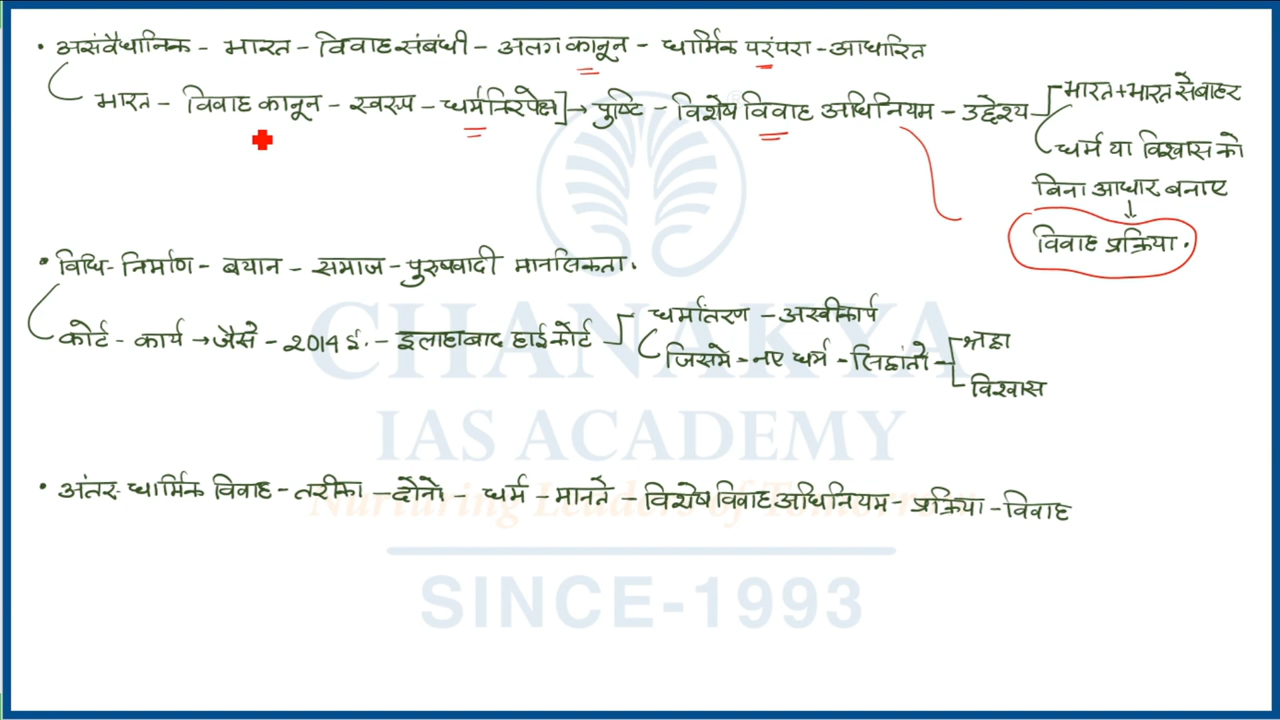 • असंवैधानिक - भारत - विवाह संबंधी - अलग कानून - धार्मिक परंपरा - आधारित
भारत - विवाह कानून - स्वरूप - धर्मनिरपेक्ष] → पुष्टि - विशेष विवाह अधिनियम - उद्देश्य
भारत + भारत से बाहर
धर्म या विश्वास को
बिना आधार बनाए
↓
विवाह प्रक्रिया.
• विधि - निर्माण - बयान - समाज - पुरुषवादी मानसिकता.
कोर्ट - कार्य → जैसे - 2014 ई. - इलाहाबाद हाईकोर्ट
धर्मांतरण - अस्वीकार्य
जिसमे - नए धर्म - सिद्धांतो -
श्रद्धा
विश्वास
• अंतर-धार्मिक विवाह - तरीका - दोनो - धर्म - मानते - विशेष विवाह अधिनियम - प्रक्रिया - विवाह
CHANAKYA
IAS ACADEMY
Nurturing Leaders of Tomorrow
SINCE-1993